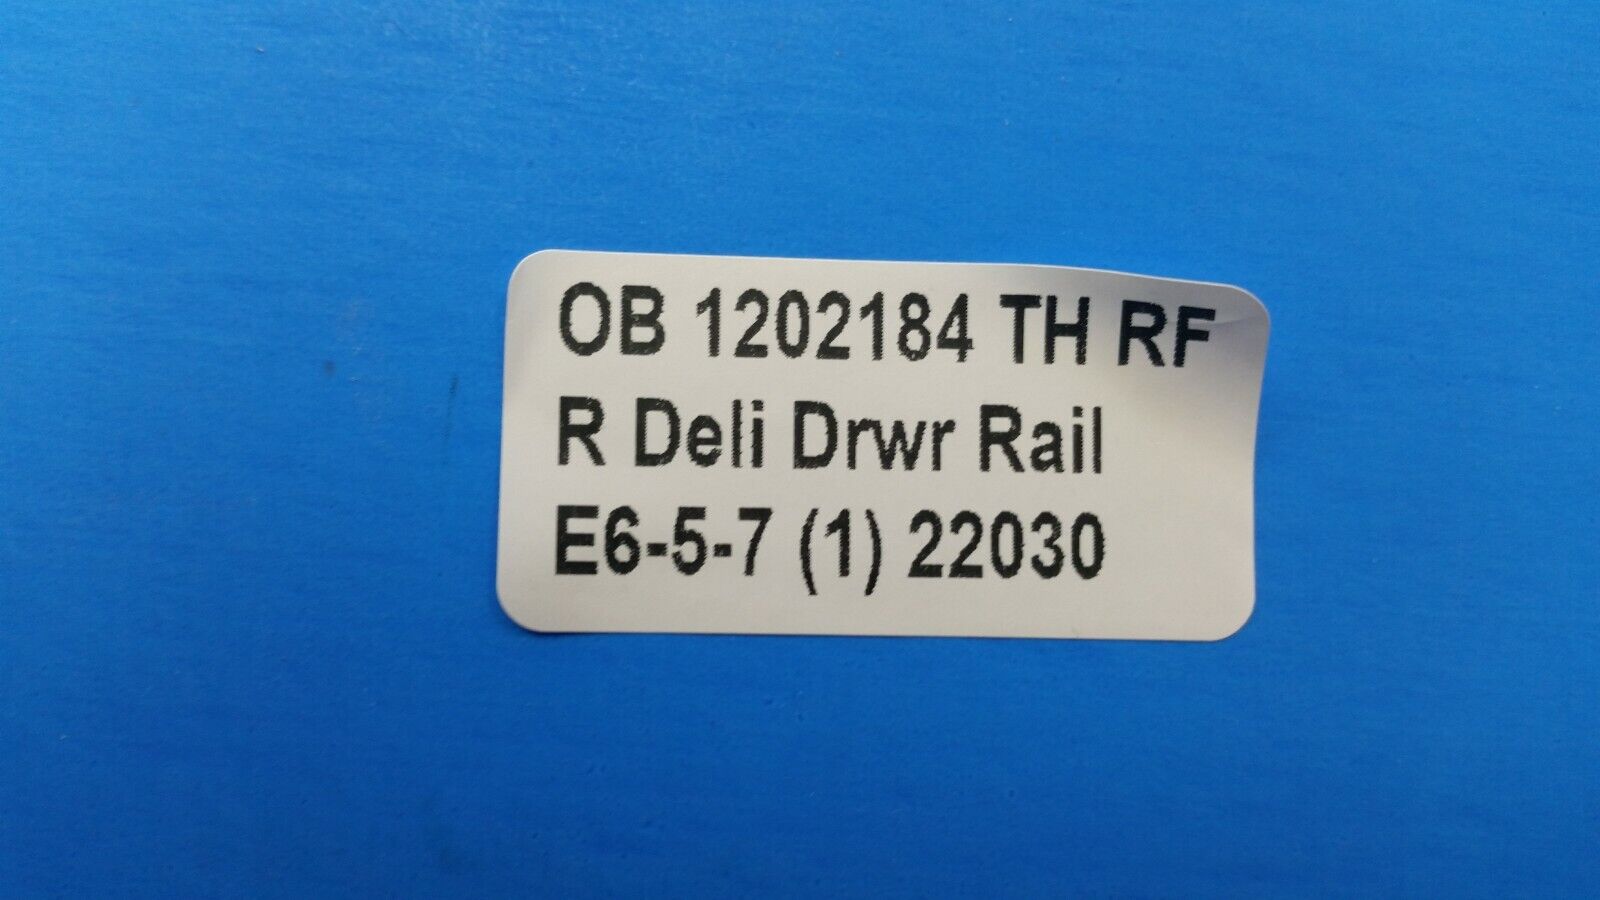 OB 1202184 TH RF
R Deli Drwr Rail
E6-5-7 (1) 22030